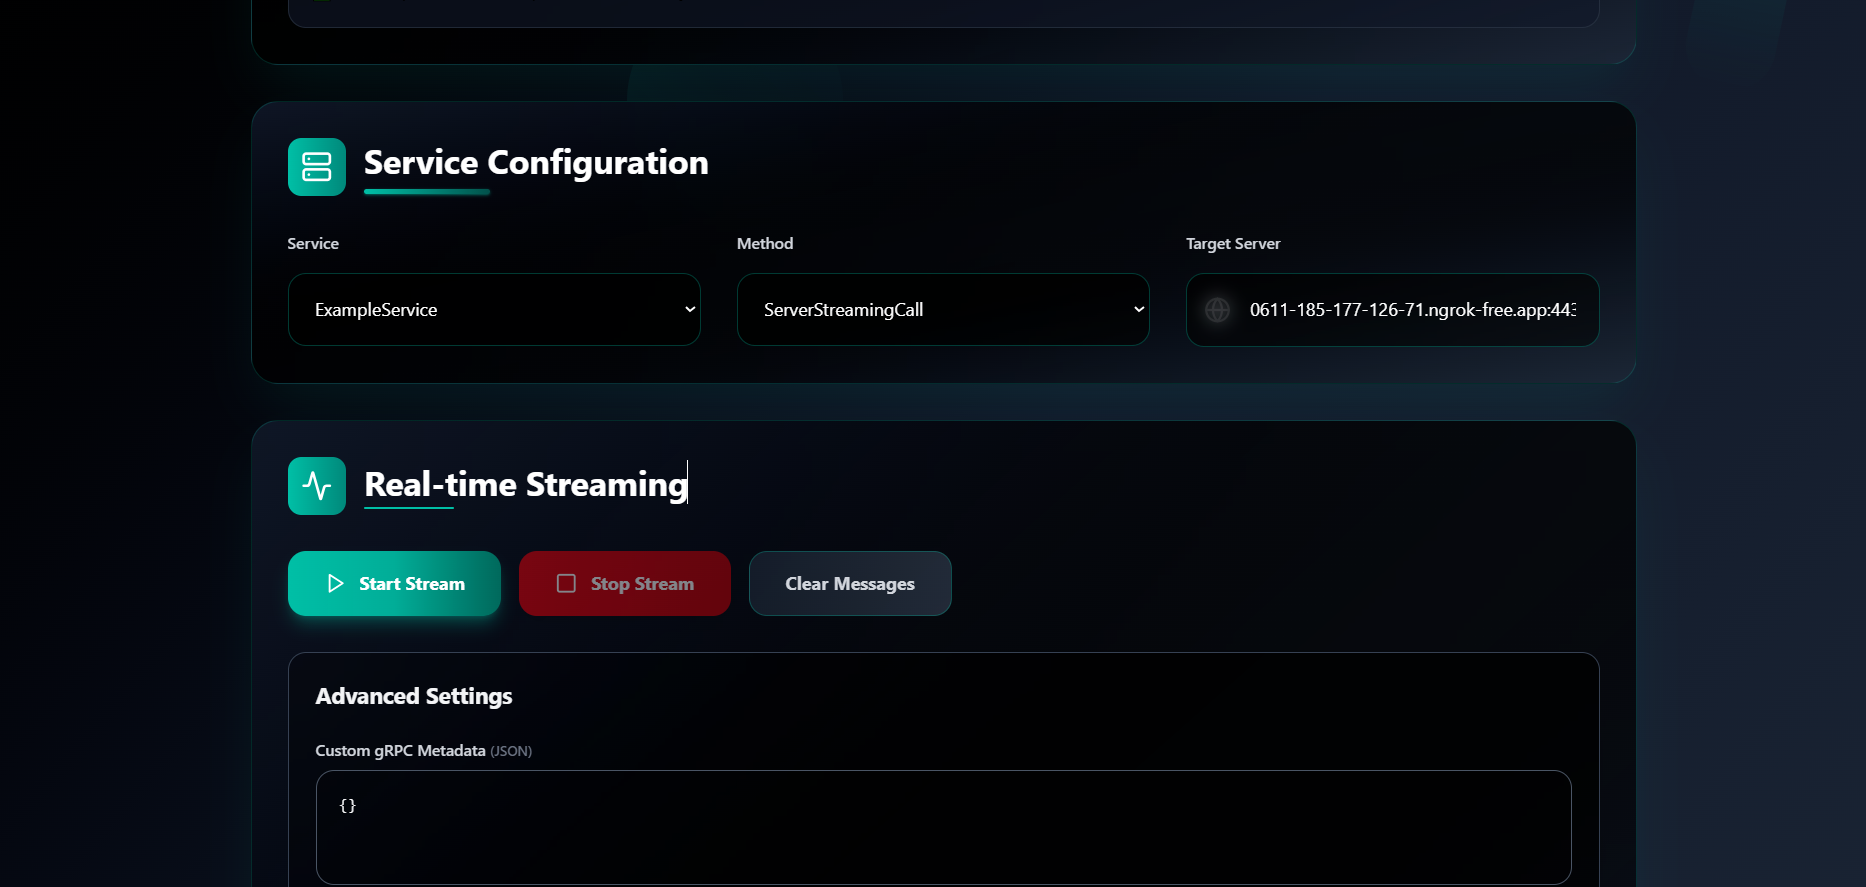 Service Configuration
Service
Method
Target Server
ExampleService
ServerStreamingCall
0611-185-177-126-71.ngrok-free.app:443
Real-time Streaming
Start Stream
Stop Stream
Clear Messages
Advanced Settings
Custom gRPC Metadata (JSON)
{}